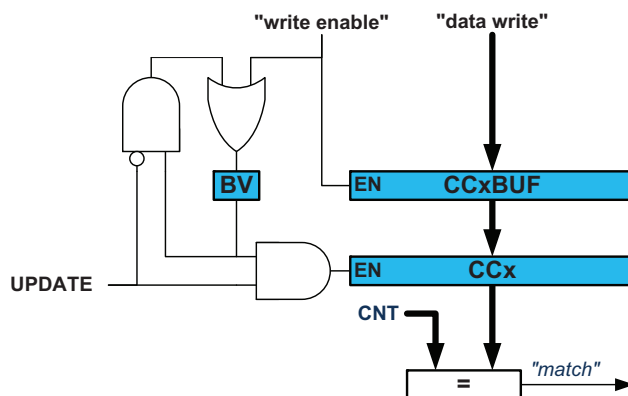 "write enable" "data write"
BV
EN CCxBUF
EN CCx
UPDATE
CNT
=
"match"